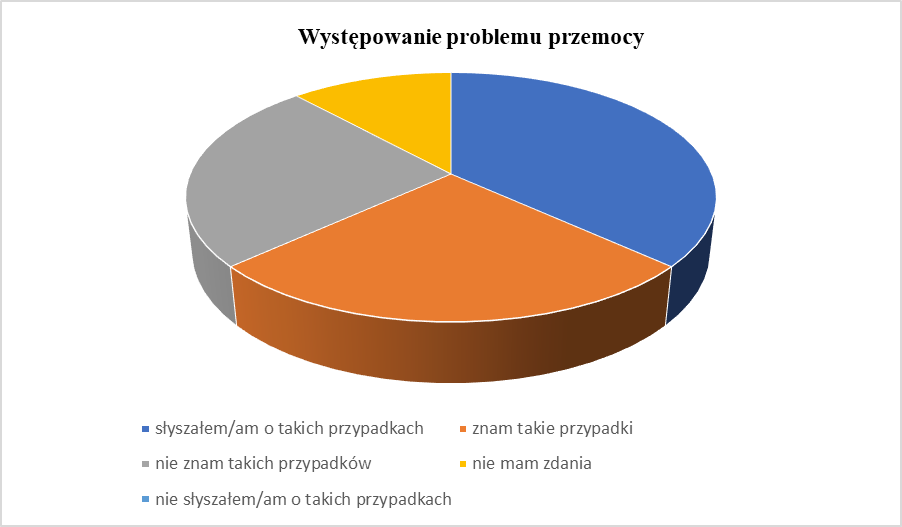 Występowanie problemu przemocy
słyszałem/am o takich przypadkach
znam takie przypadki
nie znam takich przypadków
nie mam zdania
nie słyszałem/am o takich przypadkach